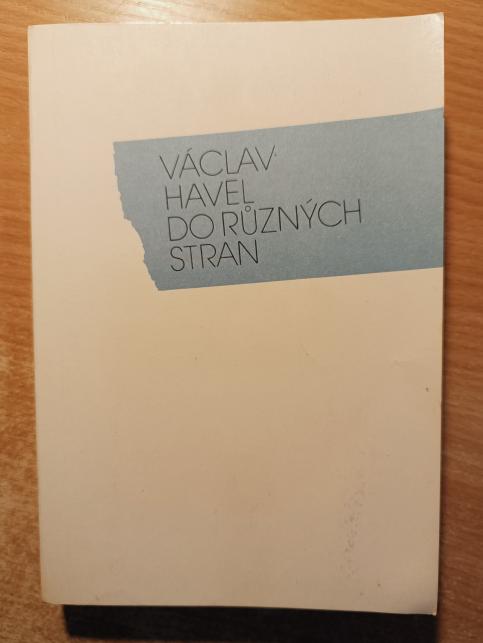 VÁCLAV
HAVEL
DO RŮZNÝCH
STRAN